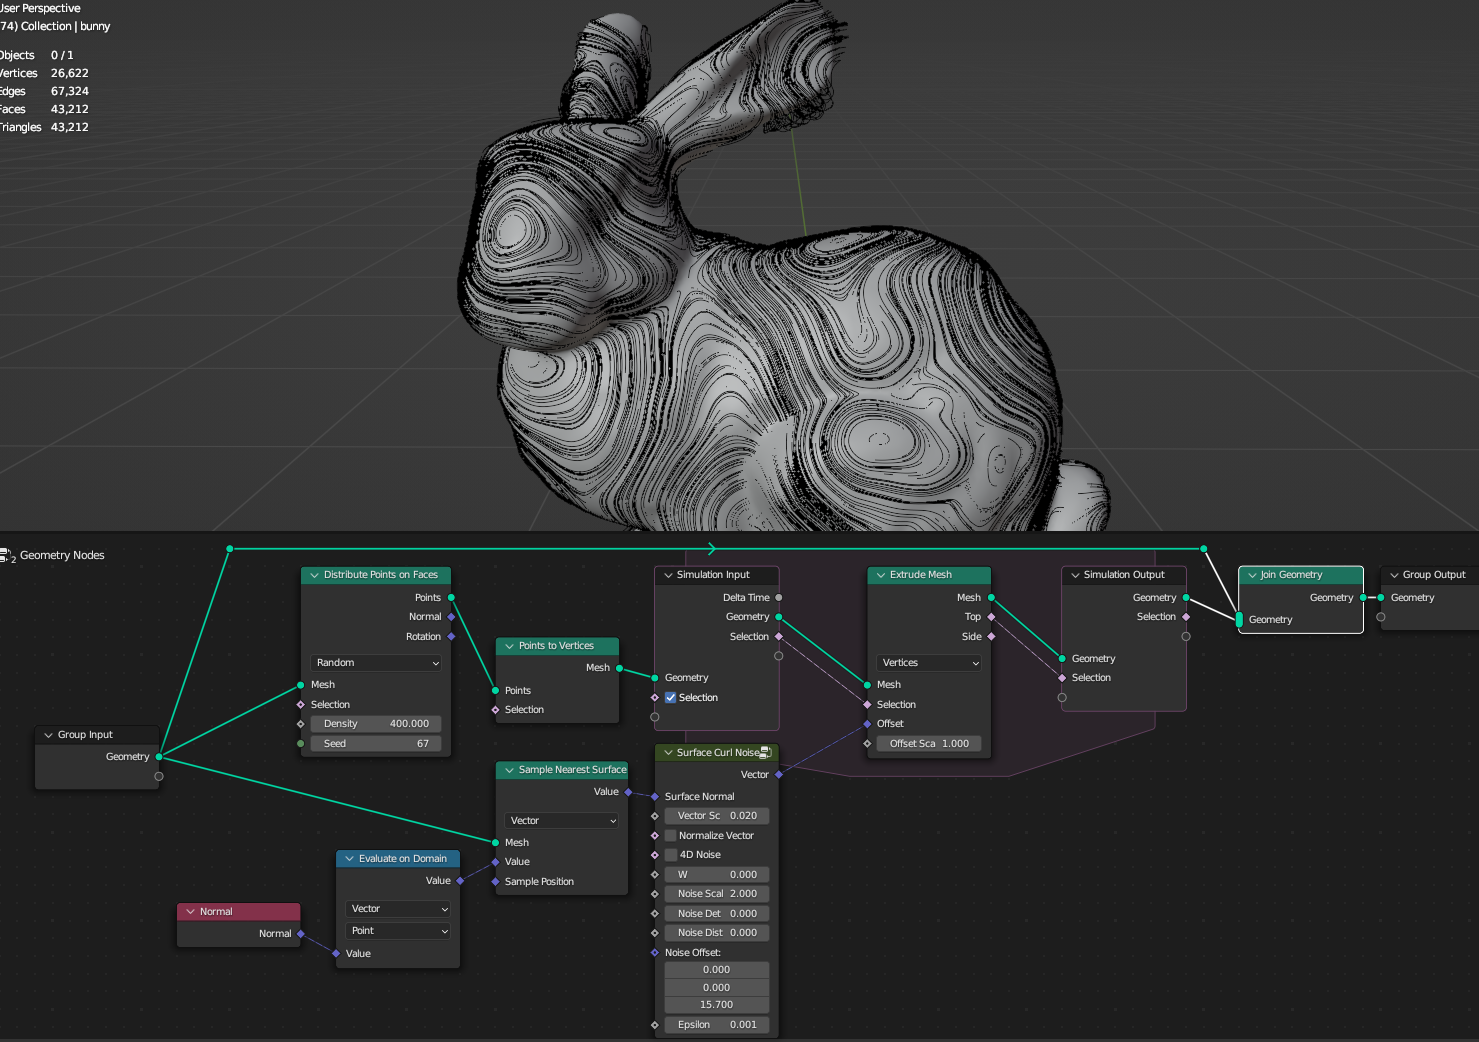 User Perspective
(74) Collection | bunny
Objects 0 / 1
Vertices 26,622
Edges 67,324
Faces 43,212
Triangles 43,212
2 Geometry Nodes
Group Input
Geometry
Distribute Points on Faces
Points
Normal
Rotation
Random
Mesh
Selection
Density 400.000
Seed 67
Points to Vertices
Mesh
Points
Selection
Normal
Normal
Evaluate on Domain
Value
Vector
Point
Value
Sample Nearest Surface
Value
Vector
Mesh
Value
Sample Position
Simulation Input
Delta Time
Geometry
Selection
Geometry
Selection
Surface Curl Noise
Vector
Surface Normal
Vector Sc 0.020
Normalize Vector
4D Noise
W 0.000
Noise Scal 2.000
Noise Det 0.000
Noise Dist 0.000
Noise Offset:
0.000
0.000
15.700
Epsilon 0.001
Extrude Mesh
Mesh
Top
Side
Vertices
Mesh
Selection
Offset
Offset Sca 1.000
Simulation Output
Geometry
Selection
Geometry
Selection
Join Geometry
Geometry
Geometry
Group Output
Geometry